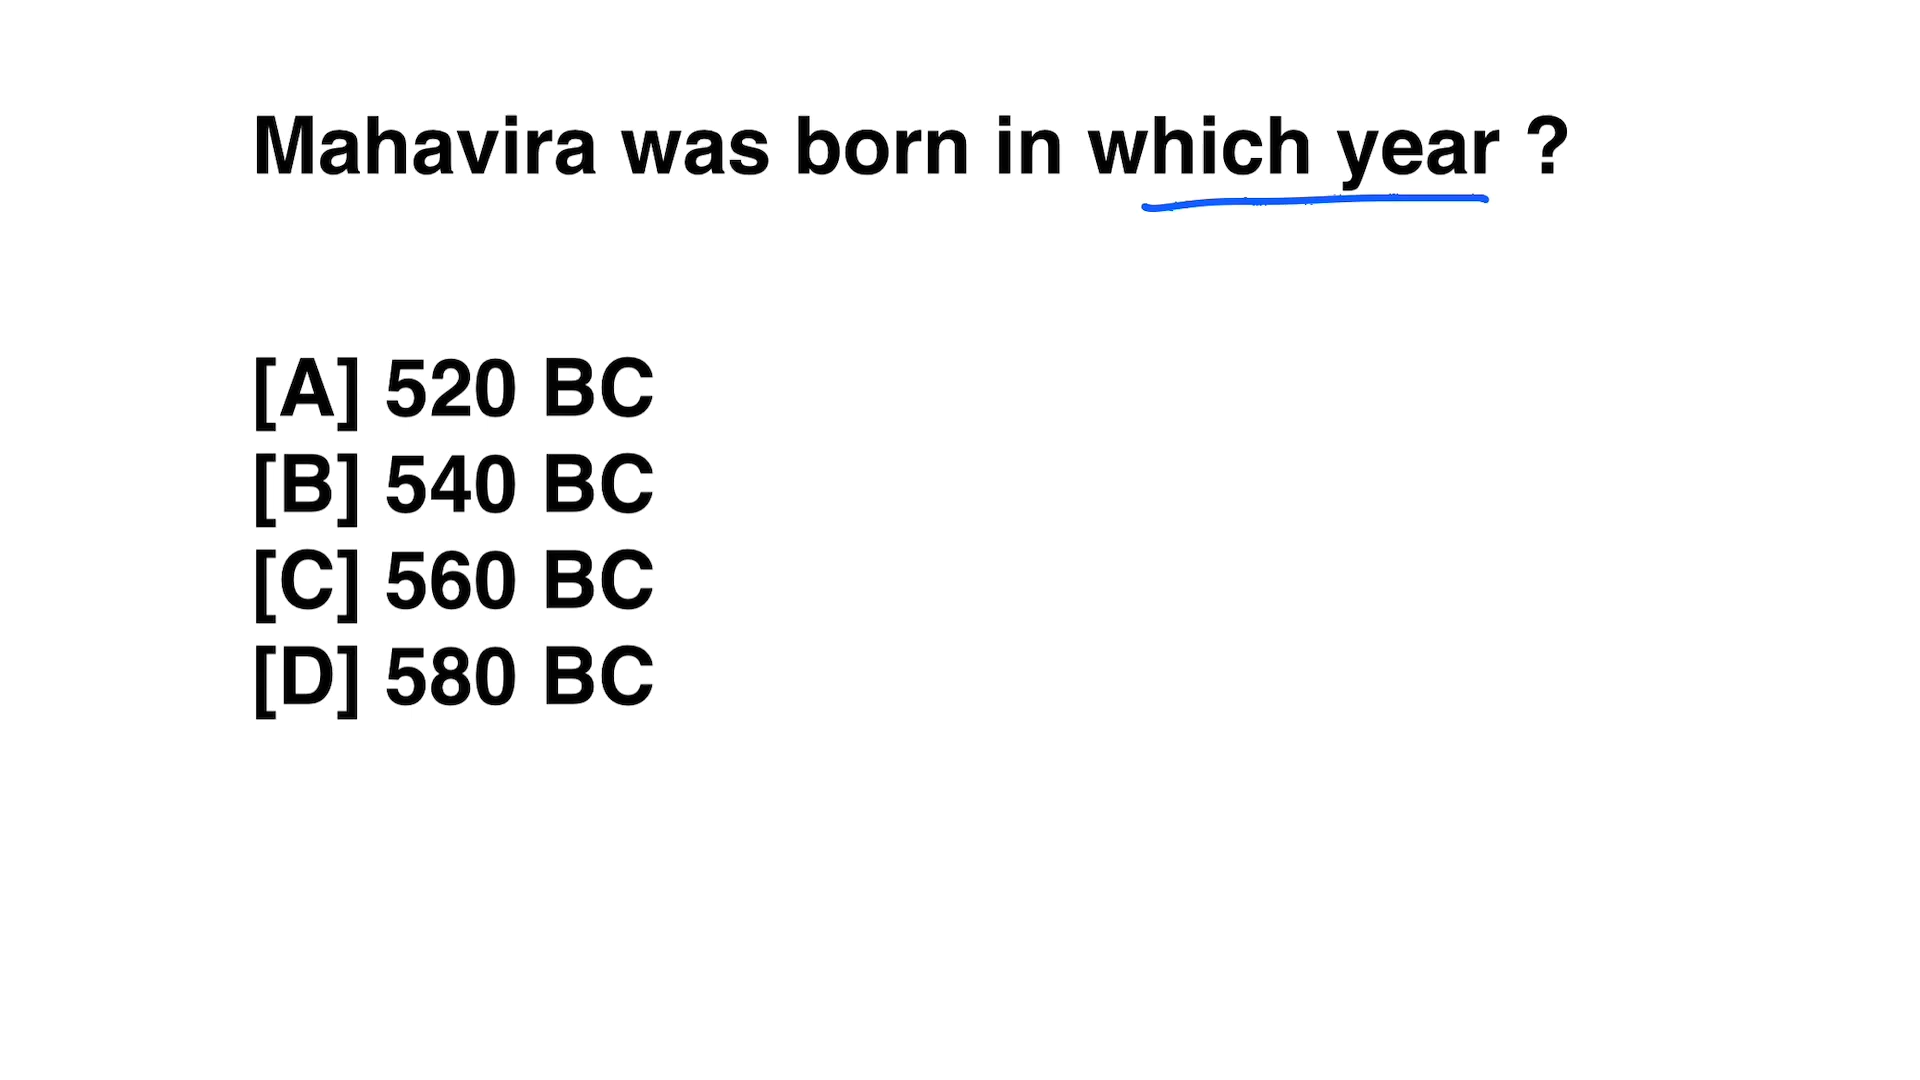 Mahavira was born in which year ?
[A] 520 BC
[B] 540 BC
[C] 560 BC
[D] 580 BC